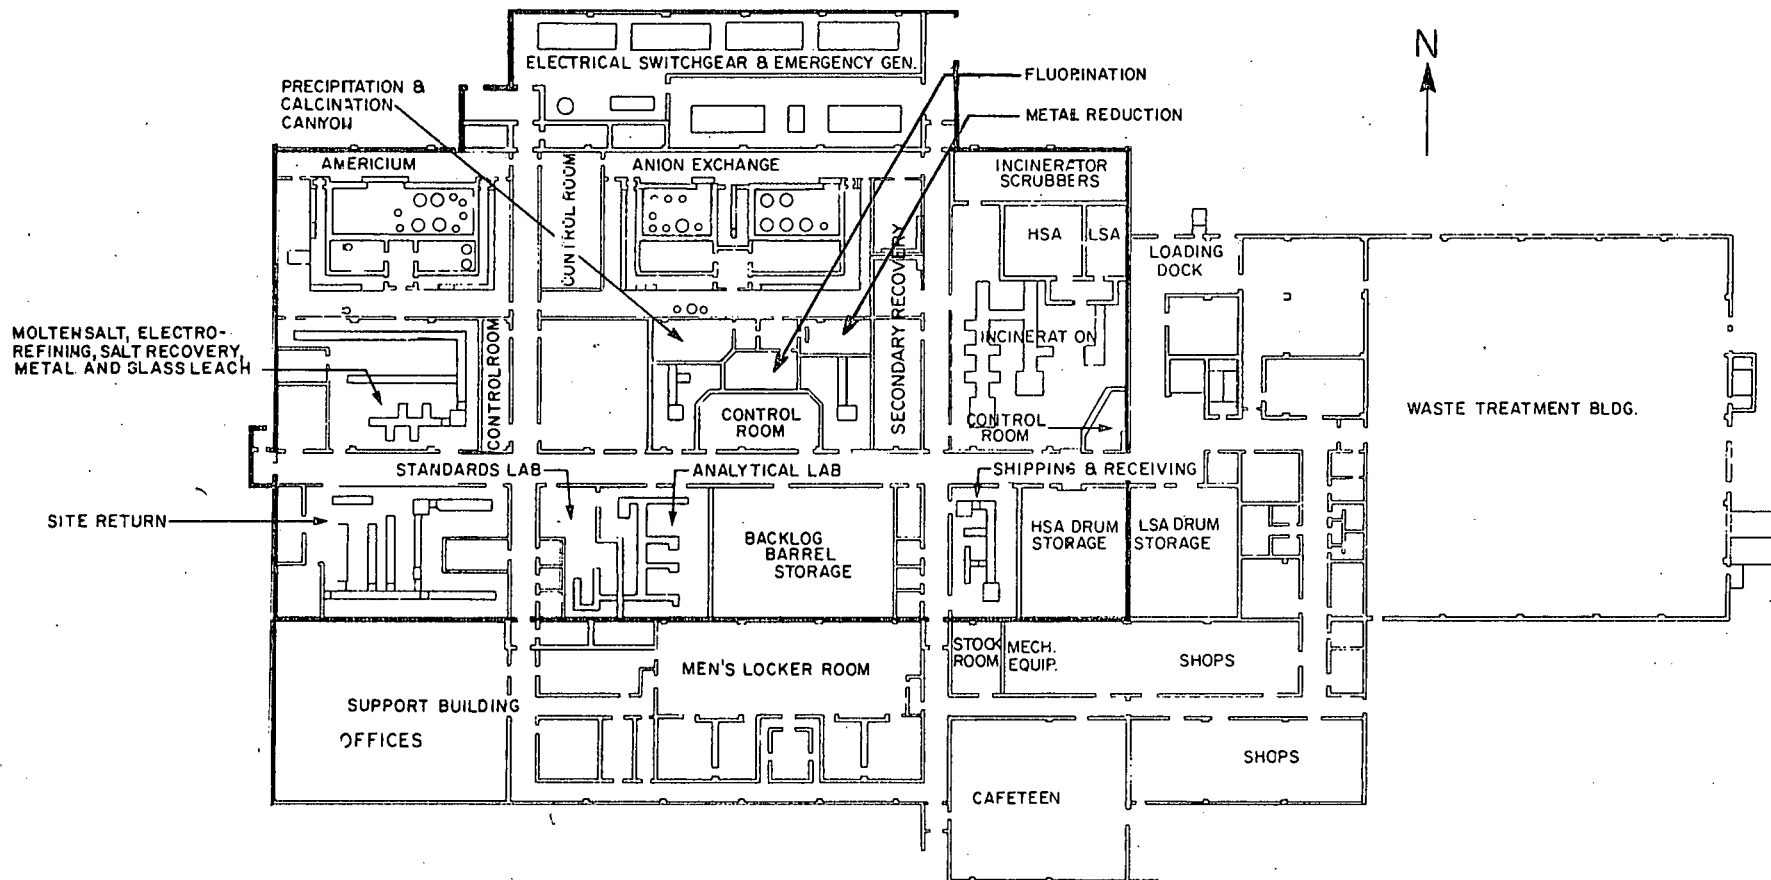 N
ELECTRICAL SWITCHGEAR & EMERGENCY GEN.
PRECIPITATION &
CALCINATION
CANYON
FLUORINATION
METAL REDUCTION
AMERICIUM
CONTROL ROOM
ANION EXCHANGE
INCINERATOR
SCRUBBERS
HSA
LSA
LOADING
DOCK
SECONDARY RECOVERY
MOLTEN SALT, ELECTRO-
REFINING, SALT RECOVERY,
METAL AND GLASS LEACH
CONTROL ROOM
INCINERATION
CONTROL
ROOM
CONTROL
ROOM
WASTE TREATMENT BLDG.
STANDARDS LAB
ANALYTICAL LAB
SHIPPING & RECEIVING
SITE RETURN
BACKLOG
BARREL
STORAGE
HSA DRUM
STORAGE
LSA DRUM
STORAGE
STOCK
ROOM
MECH.
EQUIP.
SHOPS
MEN'S LOCKER ROOM
SUPPORT BUILDING
OFFICES
SHOPS
CAFETEEN